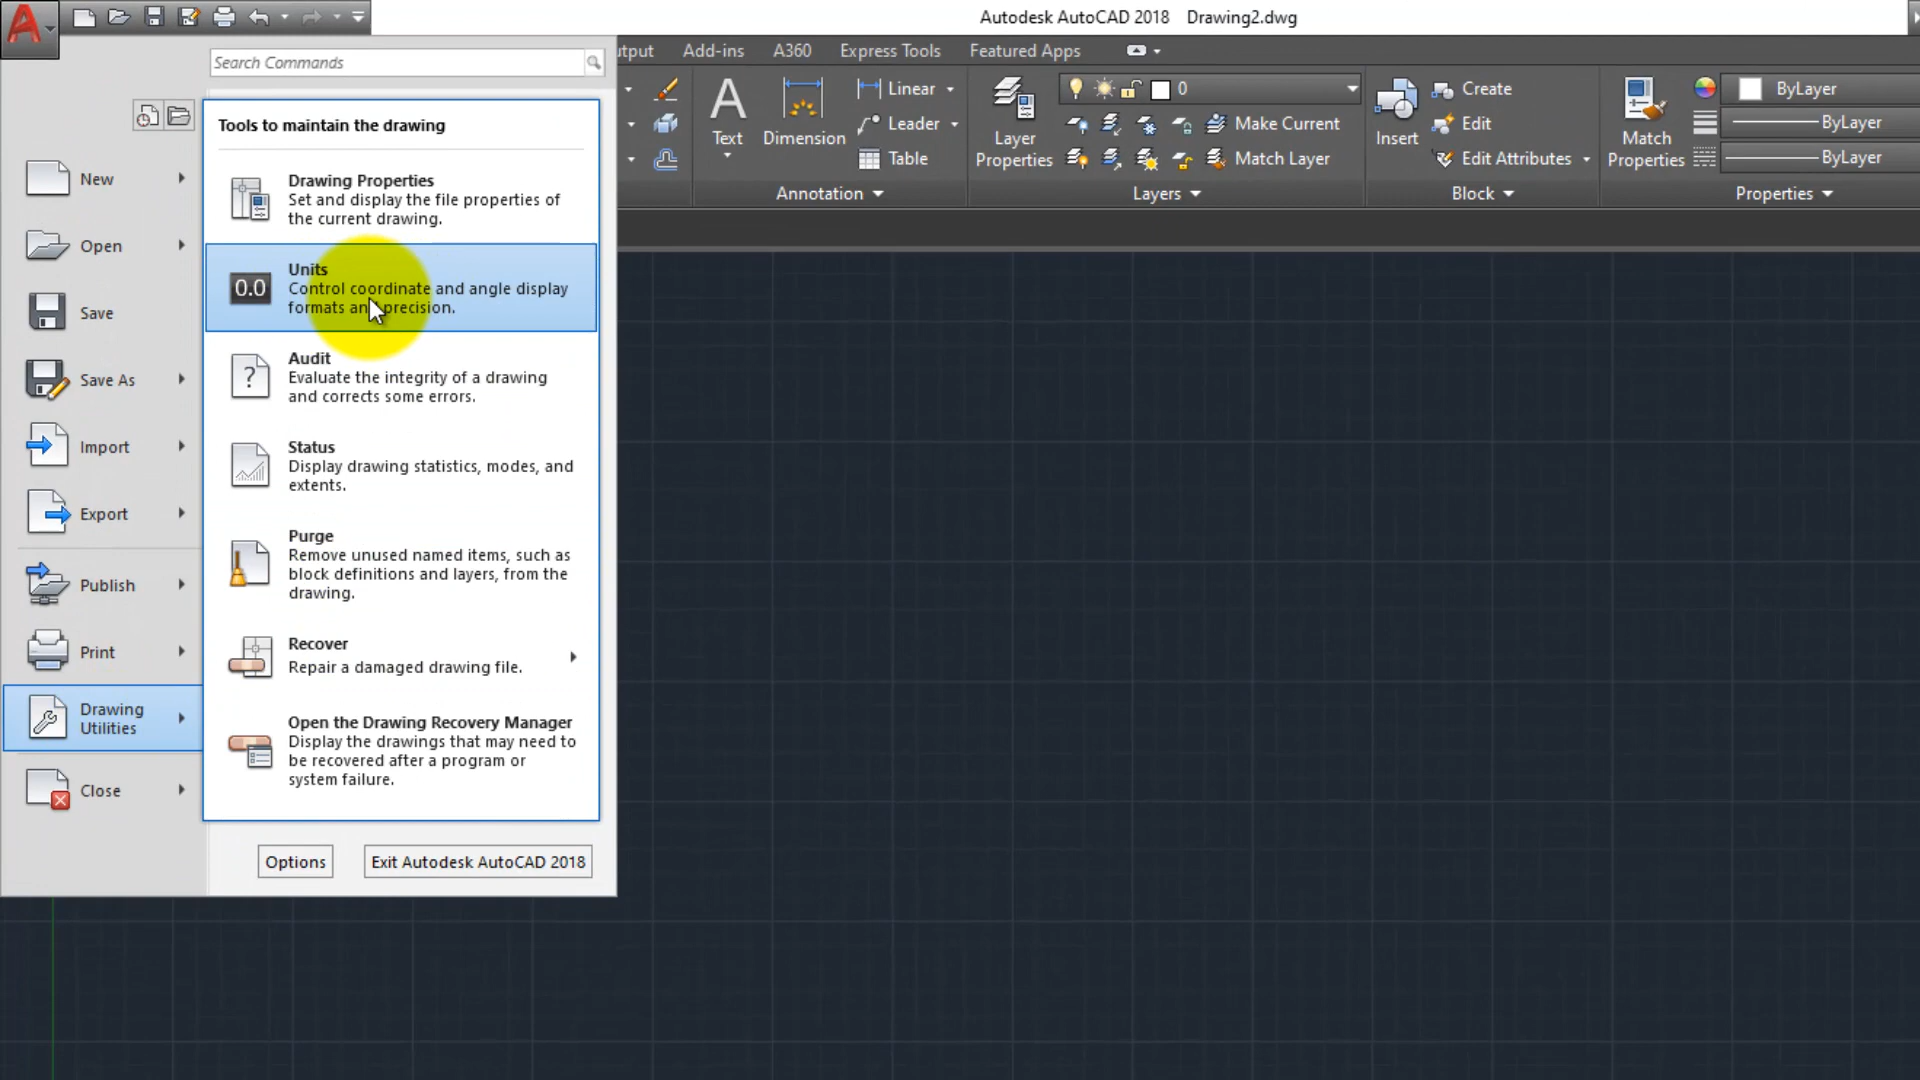 Autodesk AutoCAD 2018 Drawing2.dwg
Search Commands
Add-ins A360 Express Tools Featured Apps
Tools to maintain the drawing
New
Open
Save
Save As
Import
Export
Publish
Print
Drawing
Utilities
Close
Drawing Properties
Set and display the file properties of
the current drawing.
0.0
Units
Control coordinate and angle display
formats and precision.
?
Audit
Evaluate the integrity of a drawing
and corrects some errors.
Status
Display drawing statistics, modes, and
extents.
Purge
Remove unused named items, such as
block definitions and layers, from the
drawing.
Recover
Repair a damaged drawing file.
Open the Drawing Recovery Manager
Display the drawings that may need to
be recovered after a program or
system failure.
Options
Exit Autodesk AutoCAD 2018
A
Text
Dimension
Linear
Leader
Table
Annotation
Layer
Properties
0
Make Current
Match Layer
Layers
Insert
Create
Edit
Edit Attributes
Block
Match
Properties
ByLayer
ByLayer
ByLayer
Properties